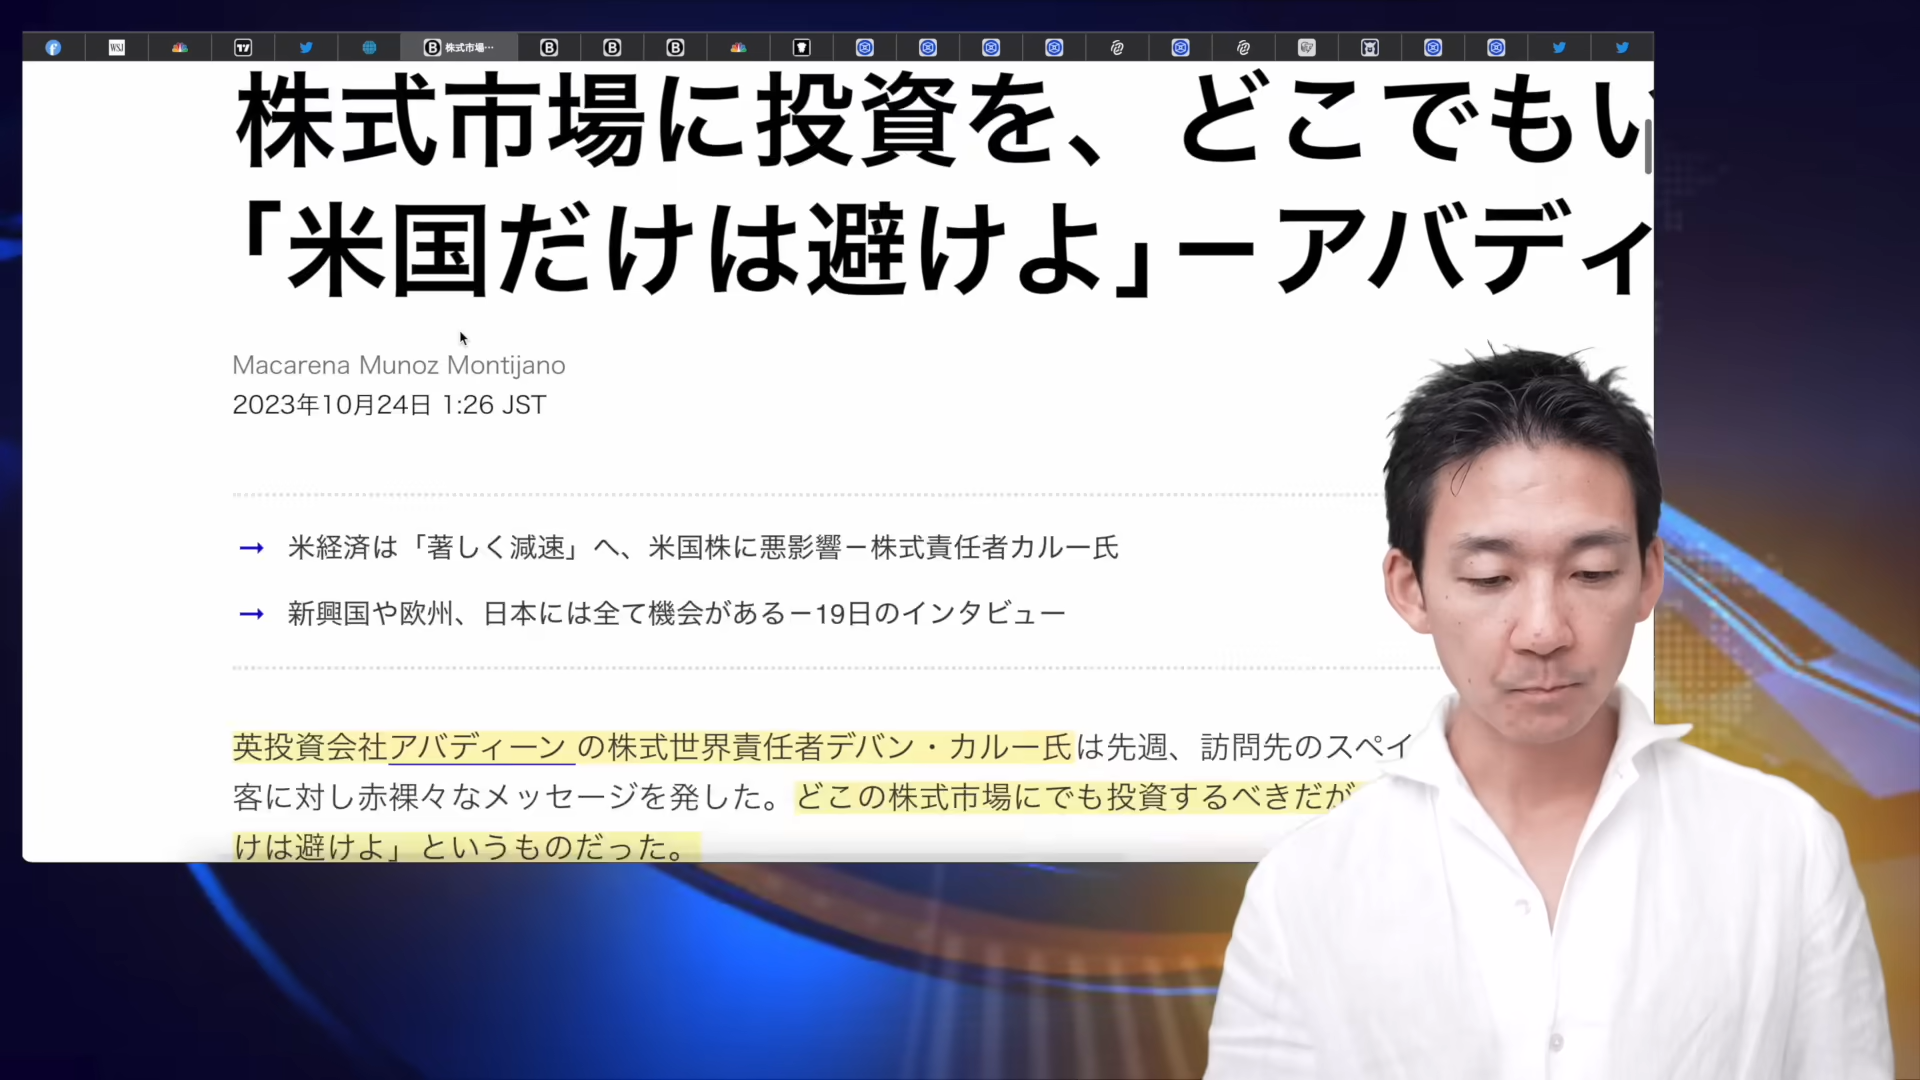 WSJ
株式市場…
株式市場に投資を、どこでもい
「米国だけは避けよ」－アバディ
Macarena Munoz Montijano
2023年10月24日 1:26 JST
→ 米経済は「著しく減速」へ、米国株に悪影響－株式責任者カルー氏
→ 新興国や欧州、日本には全て機会がある－19日のインタビュー
英投資会社アバディーン の株式世界責任者デバン・カルー氏は先週、訪問先のスペイ
客に対し赤裸々なメッセージを発した。どこの株式市場にでも投資するべきだが
けは避けよ」というものだった。